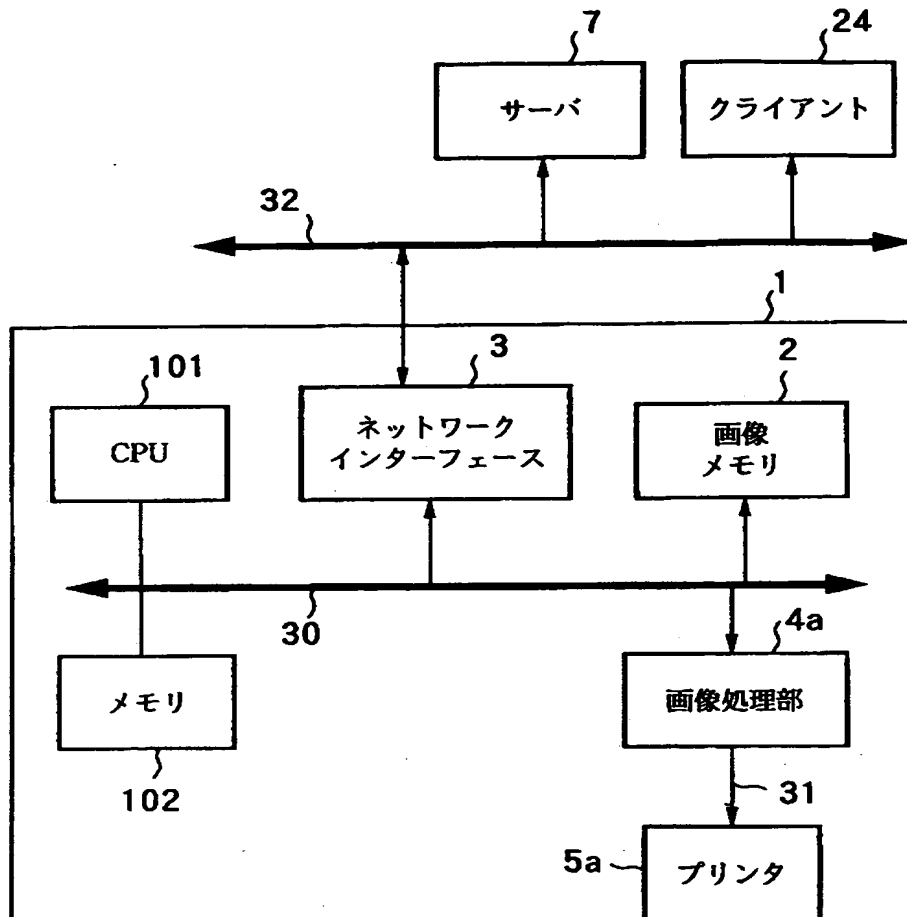 7
24
サーバ
クライアント
32
1
101
3
2
CPU
ネットワーク
インターフェース
画像
メモリ
30
4a
メモリ
画像処理部
102
31
5a
プリンタ